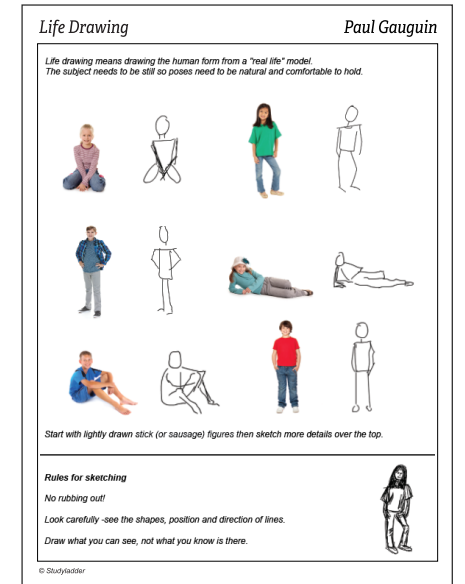 Life Drawing
Paul Gauguin
Life drawing means drawing the human form from a "real life" model.
The subject needs to be still so poses need to be natural and comfortable to hold.
Start with lightly drawn stick (or sausage) figures then sketch more details over the top.
Rules for sketching
No rubbing out!
Look carefully -see the shapes, position and direction of lines.
Draw what you can see, not what you know is there.
© Studyladder